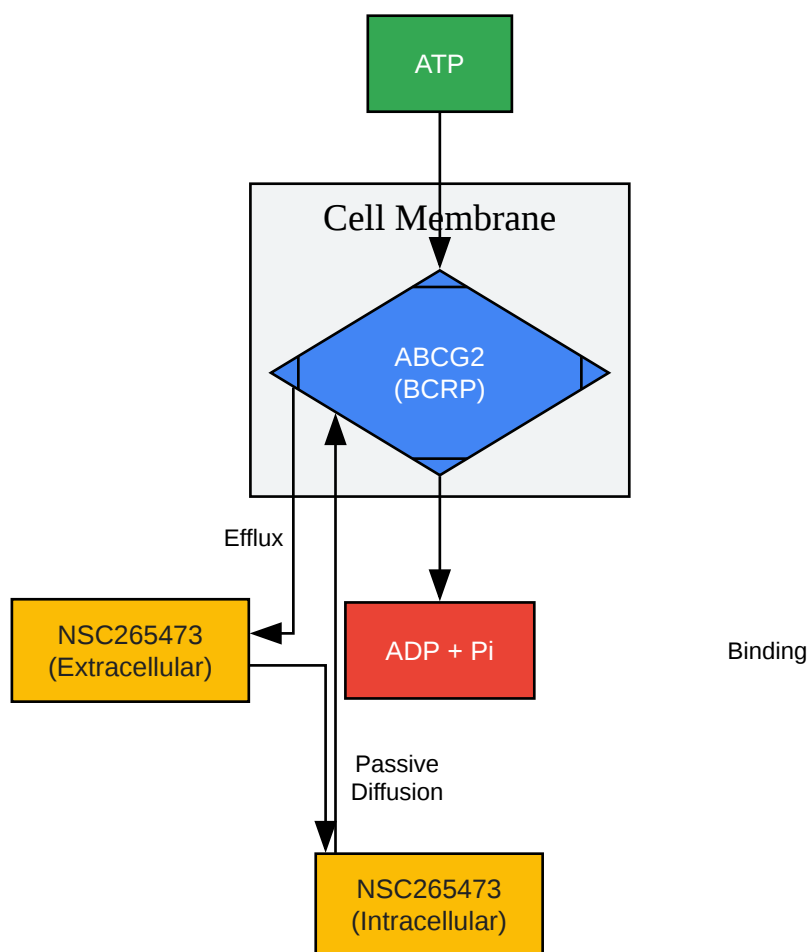 ATP
Cell Membrane
ABCG2
(BCRP)
Efflux
NSC265473
(Extracellular)
ADP + Pi
Binding
Passive
Diffusion
NSC265473
(Intracellular)